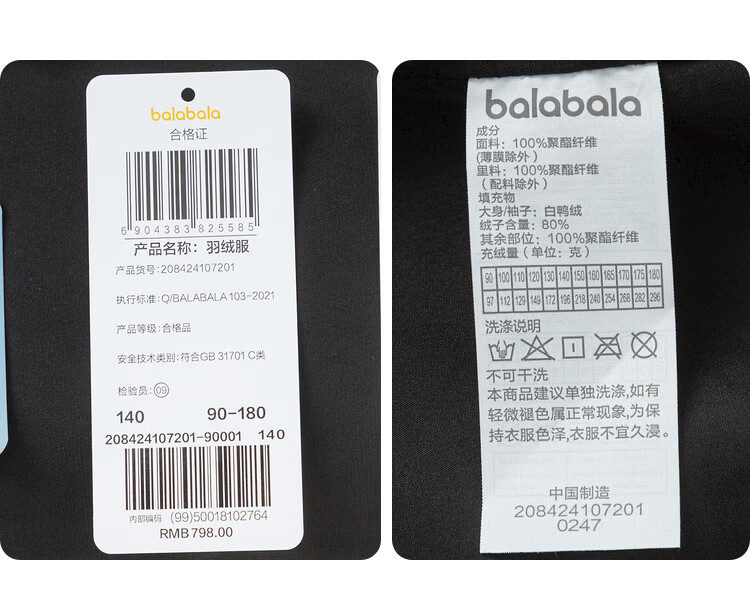 balabala
合格证
6 904383 825585
产品名称：羽绒服
产品货号：208424107201
执行标准：Q/BALABALA 103-2021
产品等级：合格品
安全技术类别：符合GB 31701 C类
检验员：09
140 90-180
208424107201-90001 140
内部编码 (99)50018102764
RMB 798.00
balabala
成分
面料：100%聚酯纤维
(薄膜除外)
里料：100%聚酯纤维
(配料除外)
填充物
大身/袖子：白鸭绒
绒子含量：80%
其余部位：100%聚酯纤维
充绒量（单位：克）
90 100 110 120 130 140 150 160 165 170 175 180
97 112 129 149 172 196 218 240 254 268 282 296
洗涤说明
不可干洗
本商品建议单独洗涤,如有
轻微褪色属正常现象,为保
持衣服色泽,衣服不宜久浸。
中国制造
208424107201
0247